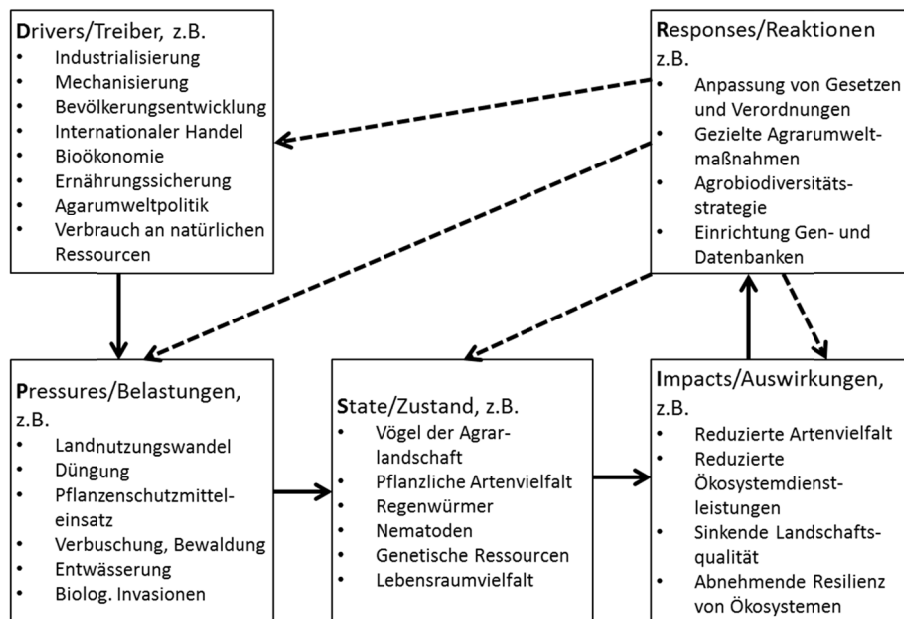 Drivers/Treiber, z.B.
• Industrialisierung
• Mechanisierung
• Bevölkerungsentwicklung
• Internationaler Handel
• Bioökonomie
• Ernährungssicherung
• Agarumweltpolitik
• Verbrauch an natürlichen
Ressourcen
Responses/Reaktionen
z.B.
• Anpassung von Gesetzen
und Verordnungen
• Gezielte Agrarumwelt-
maßnahmen
• Agrobiodiversitäts-
strategie
• Einrichtung Gen- und
Datenbanken
Pressures/Belastungen,
z.B.
• Landnutzungswandel
• Düngung
• Pflanzenschutzmittel-
einsatz
• Verbuschung, Bewaldung
• Entwässerung
• Biolog. Invasionen
State/Zustand, z.B.
• Vögel der Agrar-
landschaft
• Pflanzliche Artenvielfalt
• Regenwürmer
• Nematoden
• Genetische Ressourcen
• Lebensraumvielfalt
Impacts/Auswirkungen,
z.B.
• Reduzierte Artenvielfalt
• Reduzierte
Ökosystemdienst-
leistungen
• Sinkende Landschafts-
qualität
• Abnehmende Resilienz
von Ökosystemen